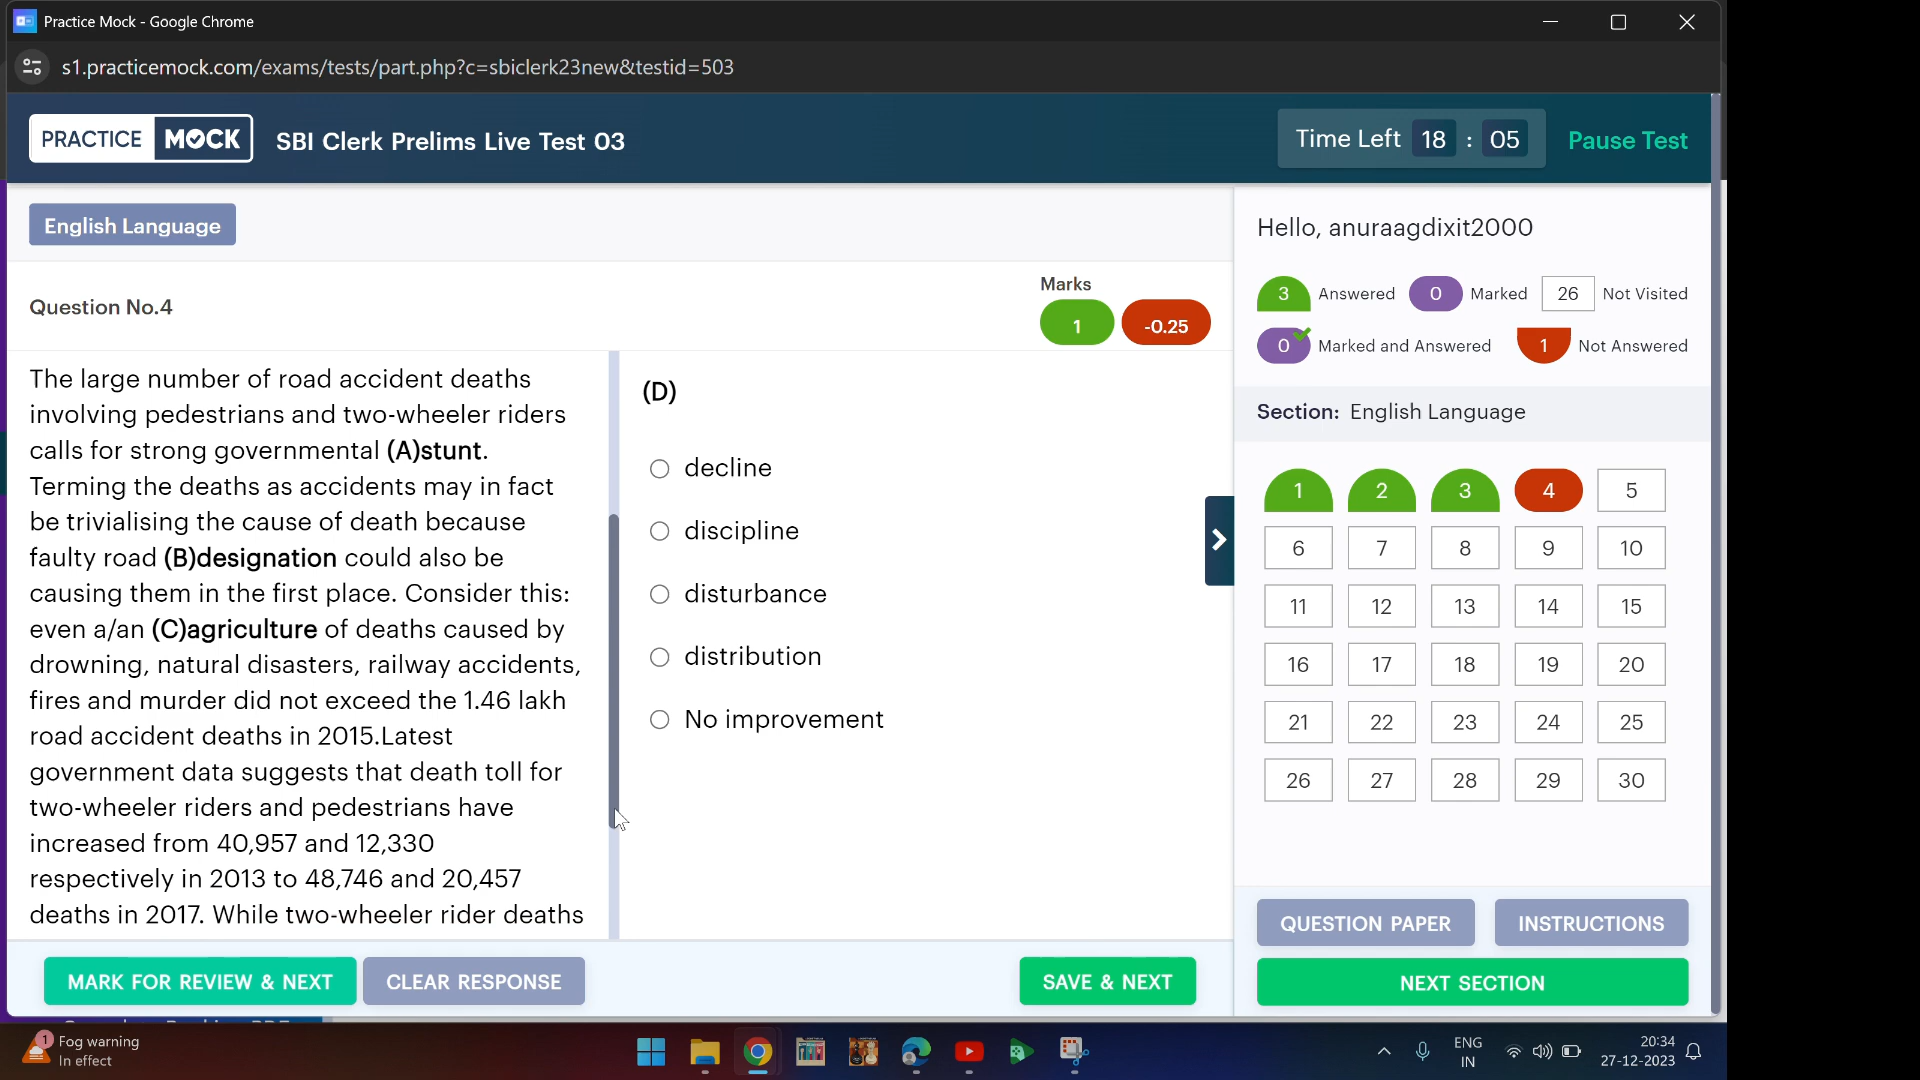 Practice Mock - Google Chrome
s1.practicemock.com/exams/tests/part.php?c=sbiclerk23new&testid=503
PRACTICE MOCK
SBI Clerk Prelims Live Test 03
Time Left 18 : 05
Pause Test
English Language
Question No.4
Marks
1 -0.25
The large number of road accident deaths
involving pedestrians and two-wheeler riders
calls for strong governmental (A)stunt.
Terming the deaths as accidents may in fact
be trivialising the cause of death because
faulty road (B)designation could also be
causing them in the first place. Consider this:
even a/an (C)agriculture of deaths caused by
drowning, natural disasters, railway accidents,
fires and murder did not exceed the 1.46 lakh
road accident deaths in 2015.Latest
government data suggests that death toll for
two-wheeler riders and pedestrians have
increased from 40,957 and 12,330
respectively in 2013 to 48,746 and 20,457
deaths in 2017. While two-wheeler rider deaths
(D)
decline
discipline
disturbance
distribution
No improvement
Hello, anuraagdixit2000
3 Answered 0 Marked 26 Not Visited
0 Marked and Answered 1 Not Answered
Section: English Language
1 2 3 4 5
6 7 8 9 10
11 12 13 14 15
16 17 18 19 20
21 22 23 24 25
26 27 28 29 30
QUESTION PAPER INSTRUCTIONS
MARK FOR REVIEW & NEXT CLEAR RESPONSE SAVE & NEXT NEXT SECTION
1 Fog warning
In effect
ENG
IN
20:34
27-12-2023